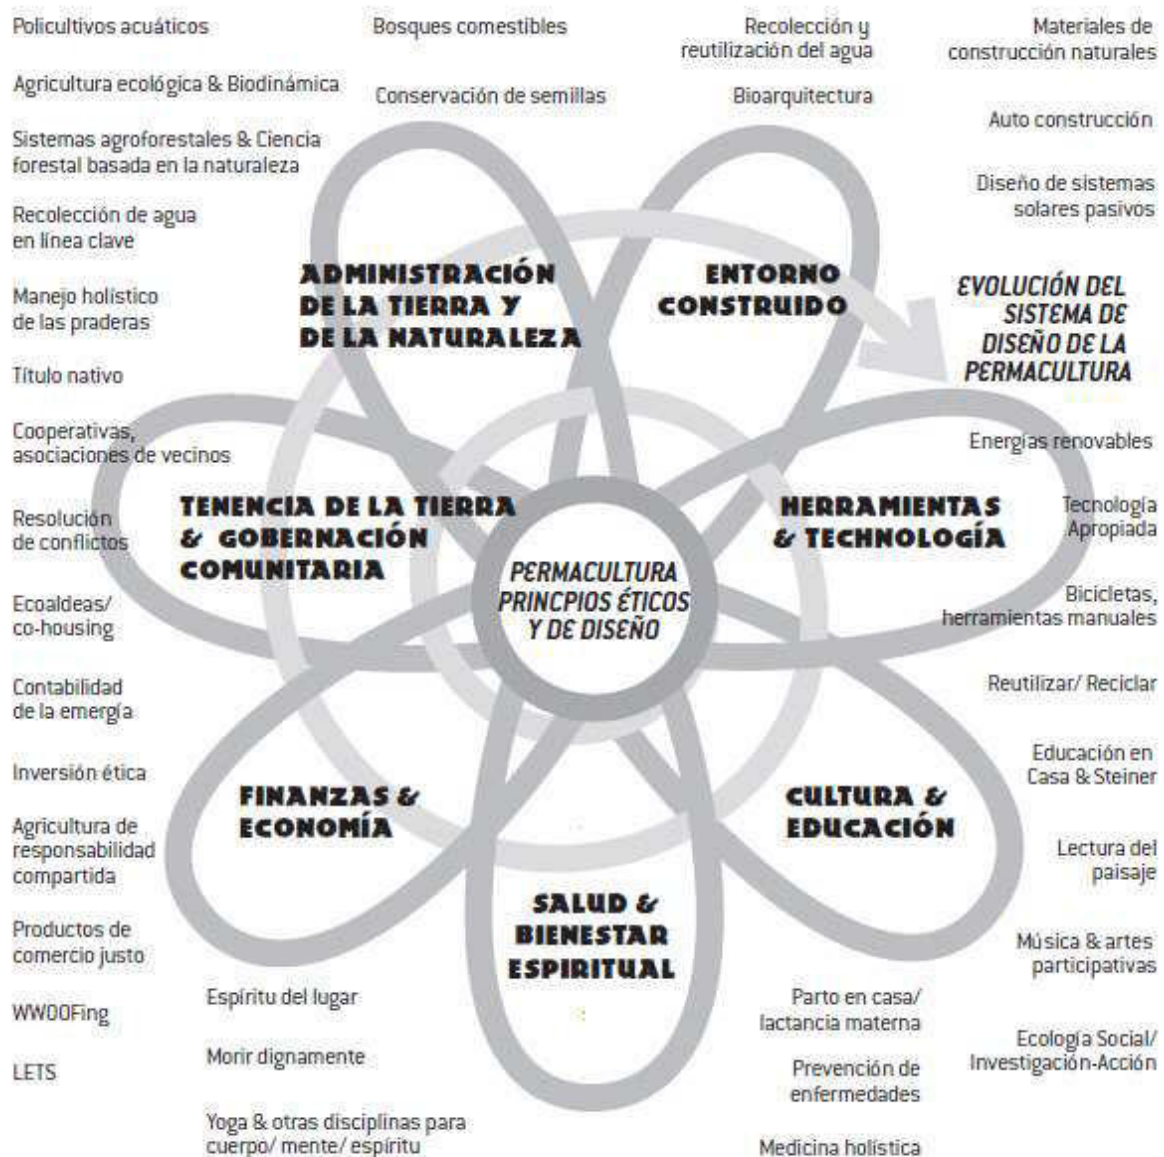 Policultivos acuáticos
Agricultura ecológica & Biodinámica
Sistemas agroforestales & Ciencia
forestal basada en la naturaleza
Recolección de agua
en línea clave
Manejo holístico
de las praderas
Título nativo
Cooperativas,
asociaciones de vecinos
Resolución
de conflictos
Ecoaldeas/
co-housing
Contabilidad
de la emergía
Inversión ética
Agricultura de
responsabilidad
compartida
Productos de
comercio justo
WWOOFing
LETS
Bosques comestibles
Conservación de semillas
Recolección y
reutilización del agua
Bioarquitectura
Materiales de
construcción naturales
Auto construcción
Diseño de sistemas
solares pasivos
EVOLUCIÓN DEL
SISTEMA DE
DISEÑO DE LA
PERMACULTURA
Energías renovables
Tecnología
Apropiada
Bicicletas,
herramientas manuales
Reutilizar/ Reciclar
Educación en
Casa & Steiner
Lectura del
paisaje
Música & artes
participativas
Ecología Social/
Investigación-Acción
ADMINISTRACIÓN
DE LA TIERRA Y
DE LA NATURALEZA
ENTORNO
CONSTRUIDO
TENENCIA DE LA TIERRA
& GOBERNACIÓN
COMUNITARIA
HERRAMIENTAS
& TECHNOLOGÍA
PERMACULTURA
PRINCPIOS ÉTICOS
Y DE DISEÑO
FINANZAS &
ECONOMÍA
CULTURA &
EDUCACIÓN
SALUD &
BIENESTAR
ESPIRITUAL
Espíritu del lugar
Morir dignamente
Yoga & otras disciplinas para
cuerpo/ mente/ espíritu
Parto en casa/
lactancia materna
Prevención de
enfermedades
Medicina holística